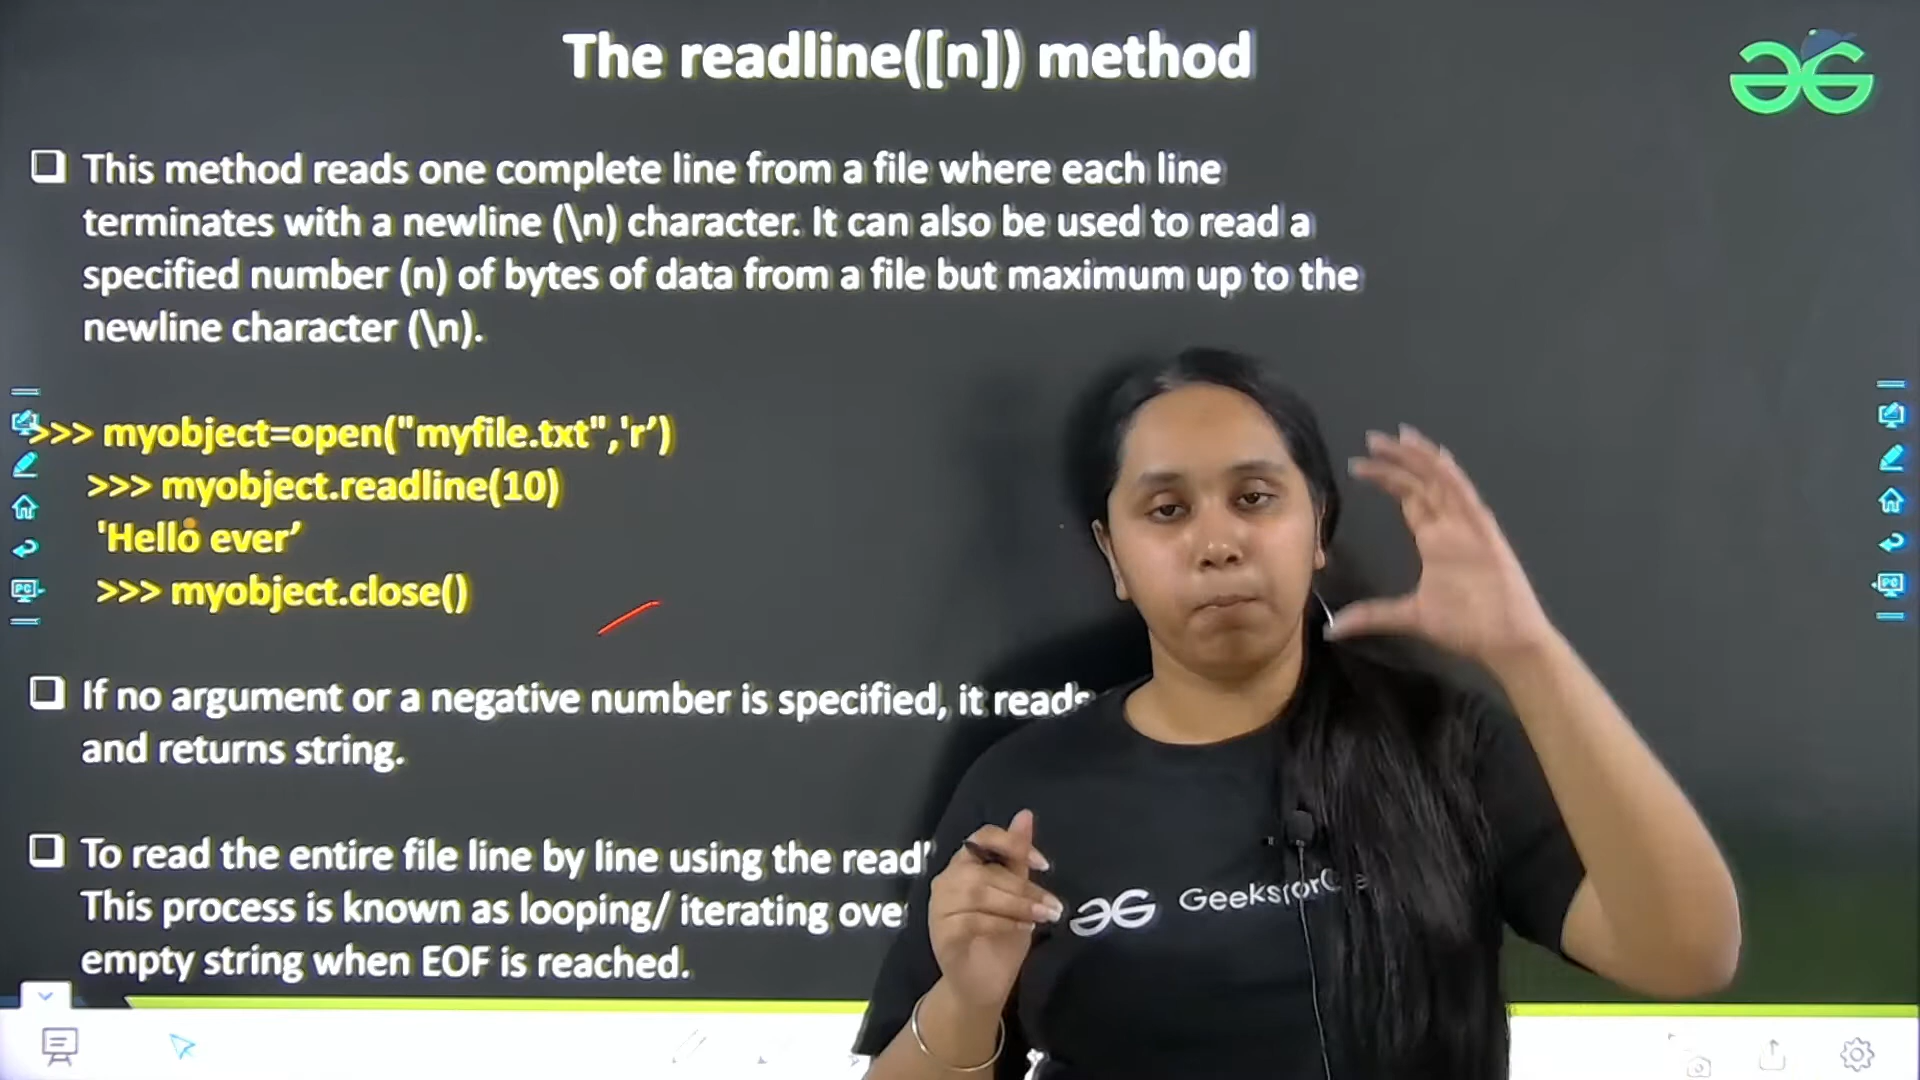 The readline([n]) method
This method reads one complete line from a file where each line
terminates with a newline (\n) character. It can also be used to read a
specified number (n) of bytes of data from a file but maximum up to the
newline character (\n).
>>> myobject=open("myfile.txt",'r’)
>>> myobject.readline(10)
'Hello ever’
>>> myobject.close()
If no argument or a negative number is specified, it reads
and returns string.
To read the entire file line by line using the
This process is known as looping/ iterating
empty string when EOF is reached.
PC
PC